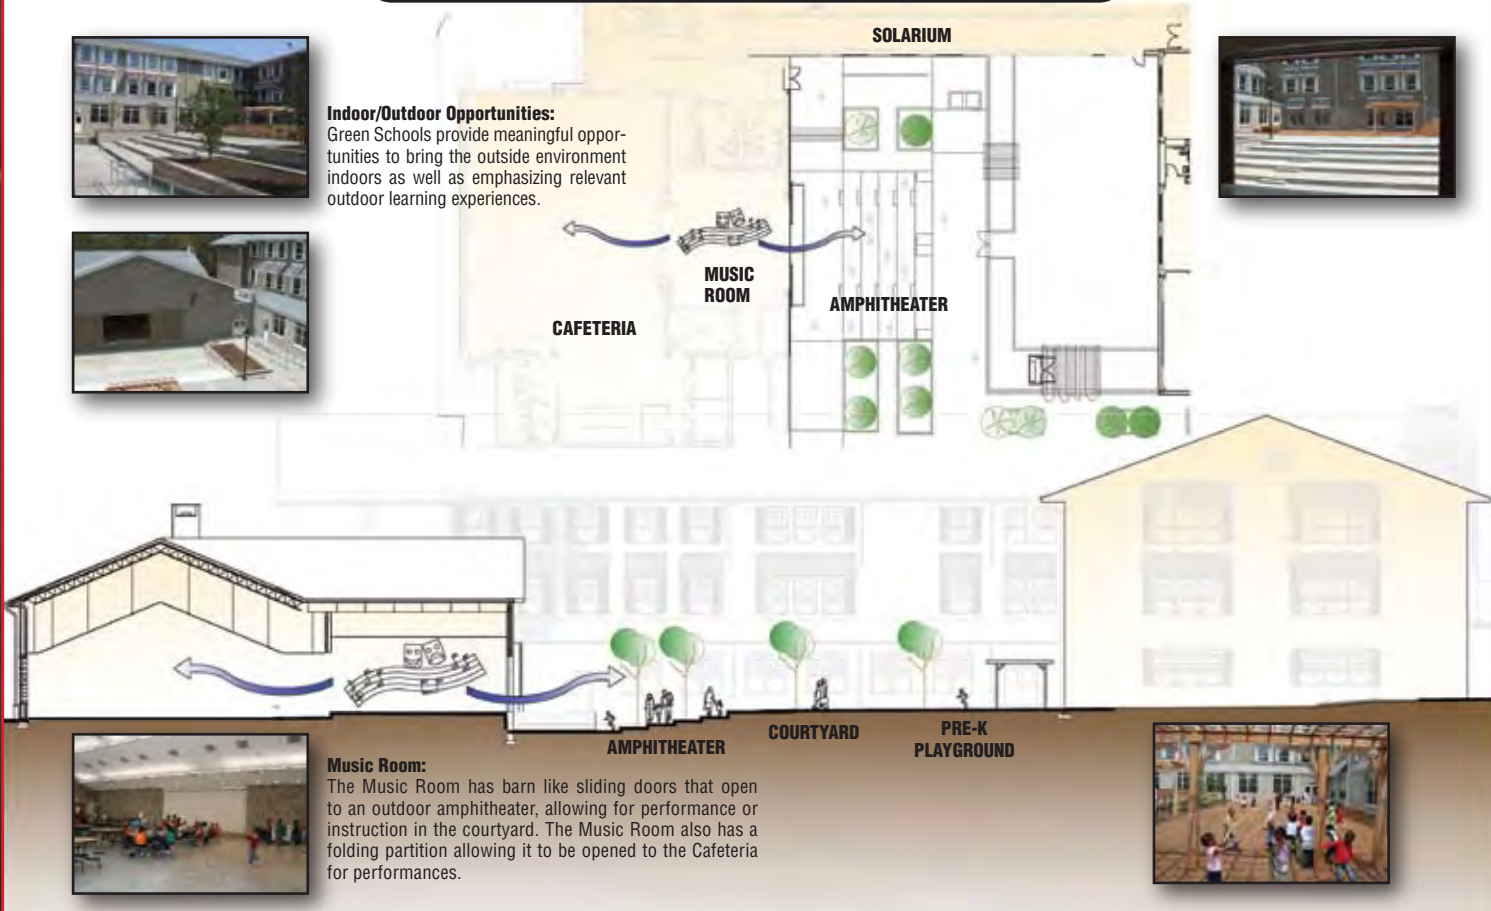 SOLARIUM
Indoor/Outdoor Opportunities:
Green Schools provide meaningful oppor-
tunities to bring the outside environment
indoors as well as emphasizing relevant
outdoor learning experiences.
MUSIC
ROOM
AMPHITHEATER
CAFETERIA
AMPHITHEATER
COURTYARD
PRE-K
PLAYGROUND
Music Room:
The Music Room has barn like sliding doors that open
to an outdoor amphitheater, allowing for performance or
instruction in the courtyard. The Music Room also has a
folding partition allowing it to be opened to the Cafeteria
for performances.